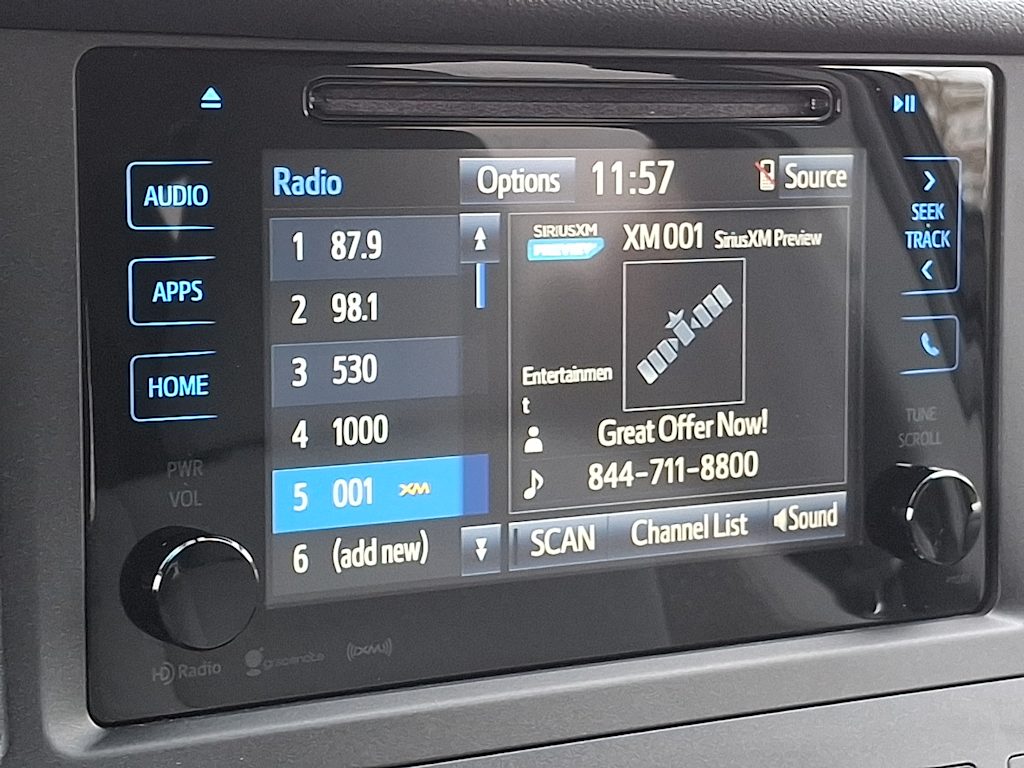 AUDIO
APPS
HOME
PWR
VOL
Radio
Options
11:57
Source
1 87.9
2 98.1
3 530
4 1000
5 001 XM
6 (add new)
SIRIUSXM
PREVIEW
XM001 SiriusXM Preview
Entertainmen
t
Great Offer Now!
844-711-8800
SCAN
Channel List
Sound
SEEK
TRACK
TUNE
SCROLL
HD Radio
gracenote
((XM))